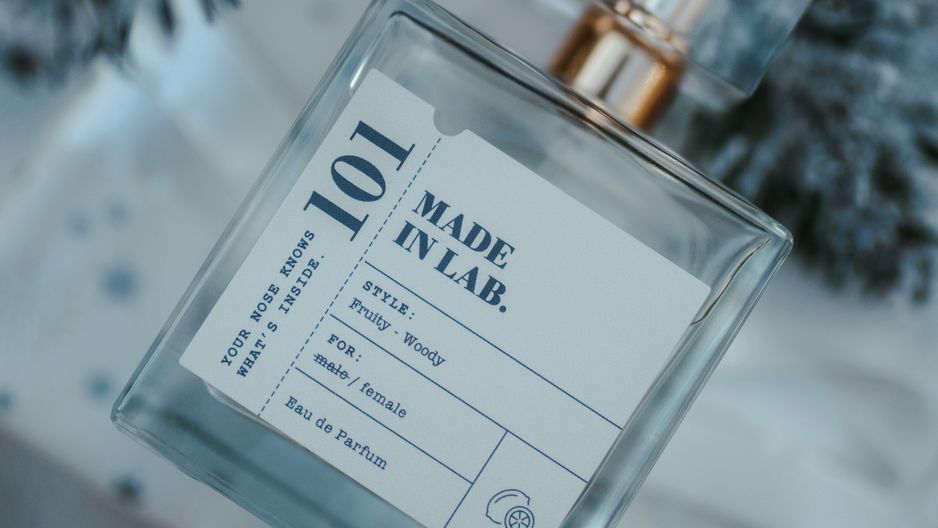 101
YOUR NOSE KNOWS
WHAT'S INSIDE.
MADE
IN LAB.
STYLE:
Fruity - Woody
FOR:
male / female
Eau de Parfum